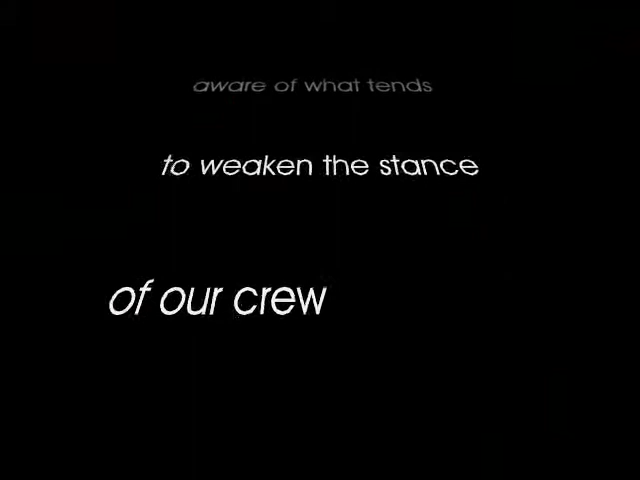 aware of what tends
to weaken the stance
of our crew